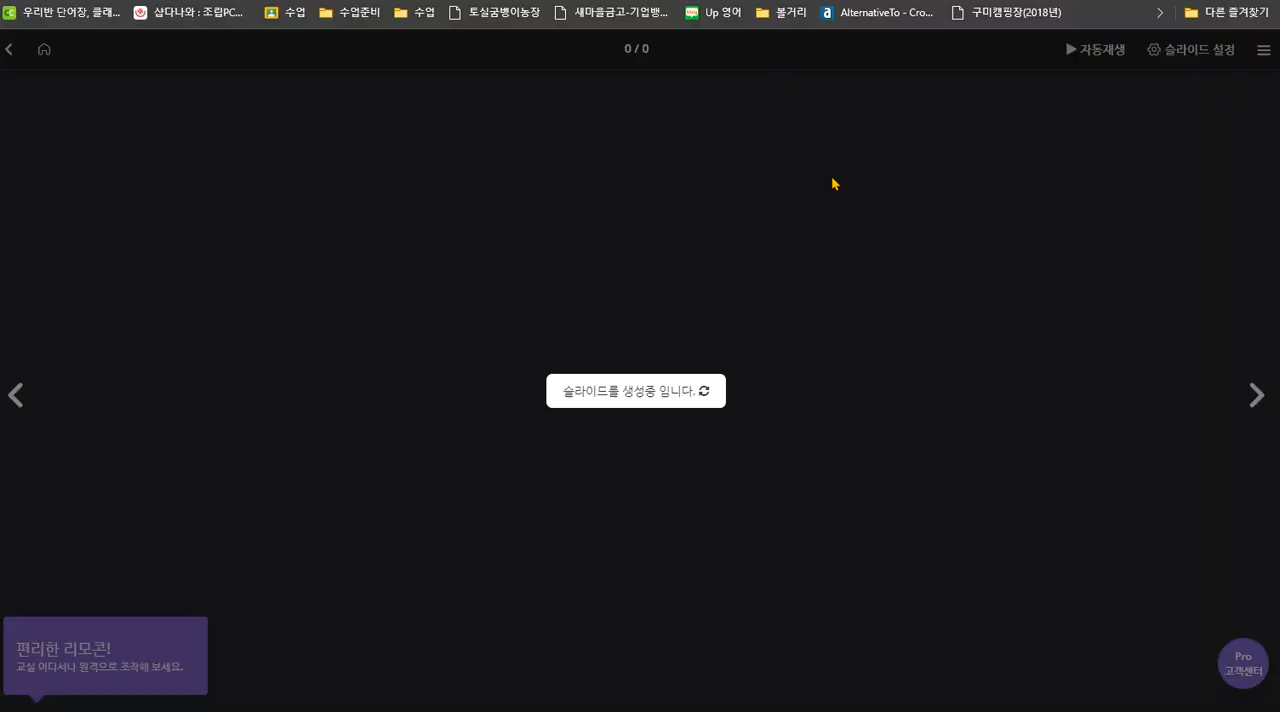 우리반 단어장, 클래...
샵다나와 : 조립PC...
수업
수업준비
수업
토실굼벵이농장
새마을금고-기업뱅...
Up 영어
볼거리
AlternativeTo - Cro...
구미캠핑장(2018년)
다른 즐겨찾기
0 / 0
자동재생
슬라이드 설정
슬라이드를 생성중 입니다.
편리한 리모콘!
교실 어디서나 원격으로 조작해 보세요.
Pro
고객센터